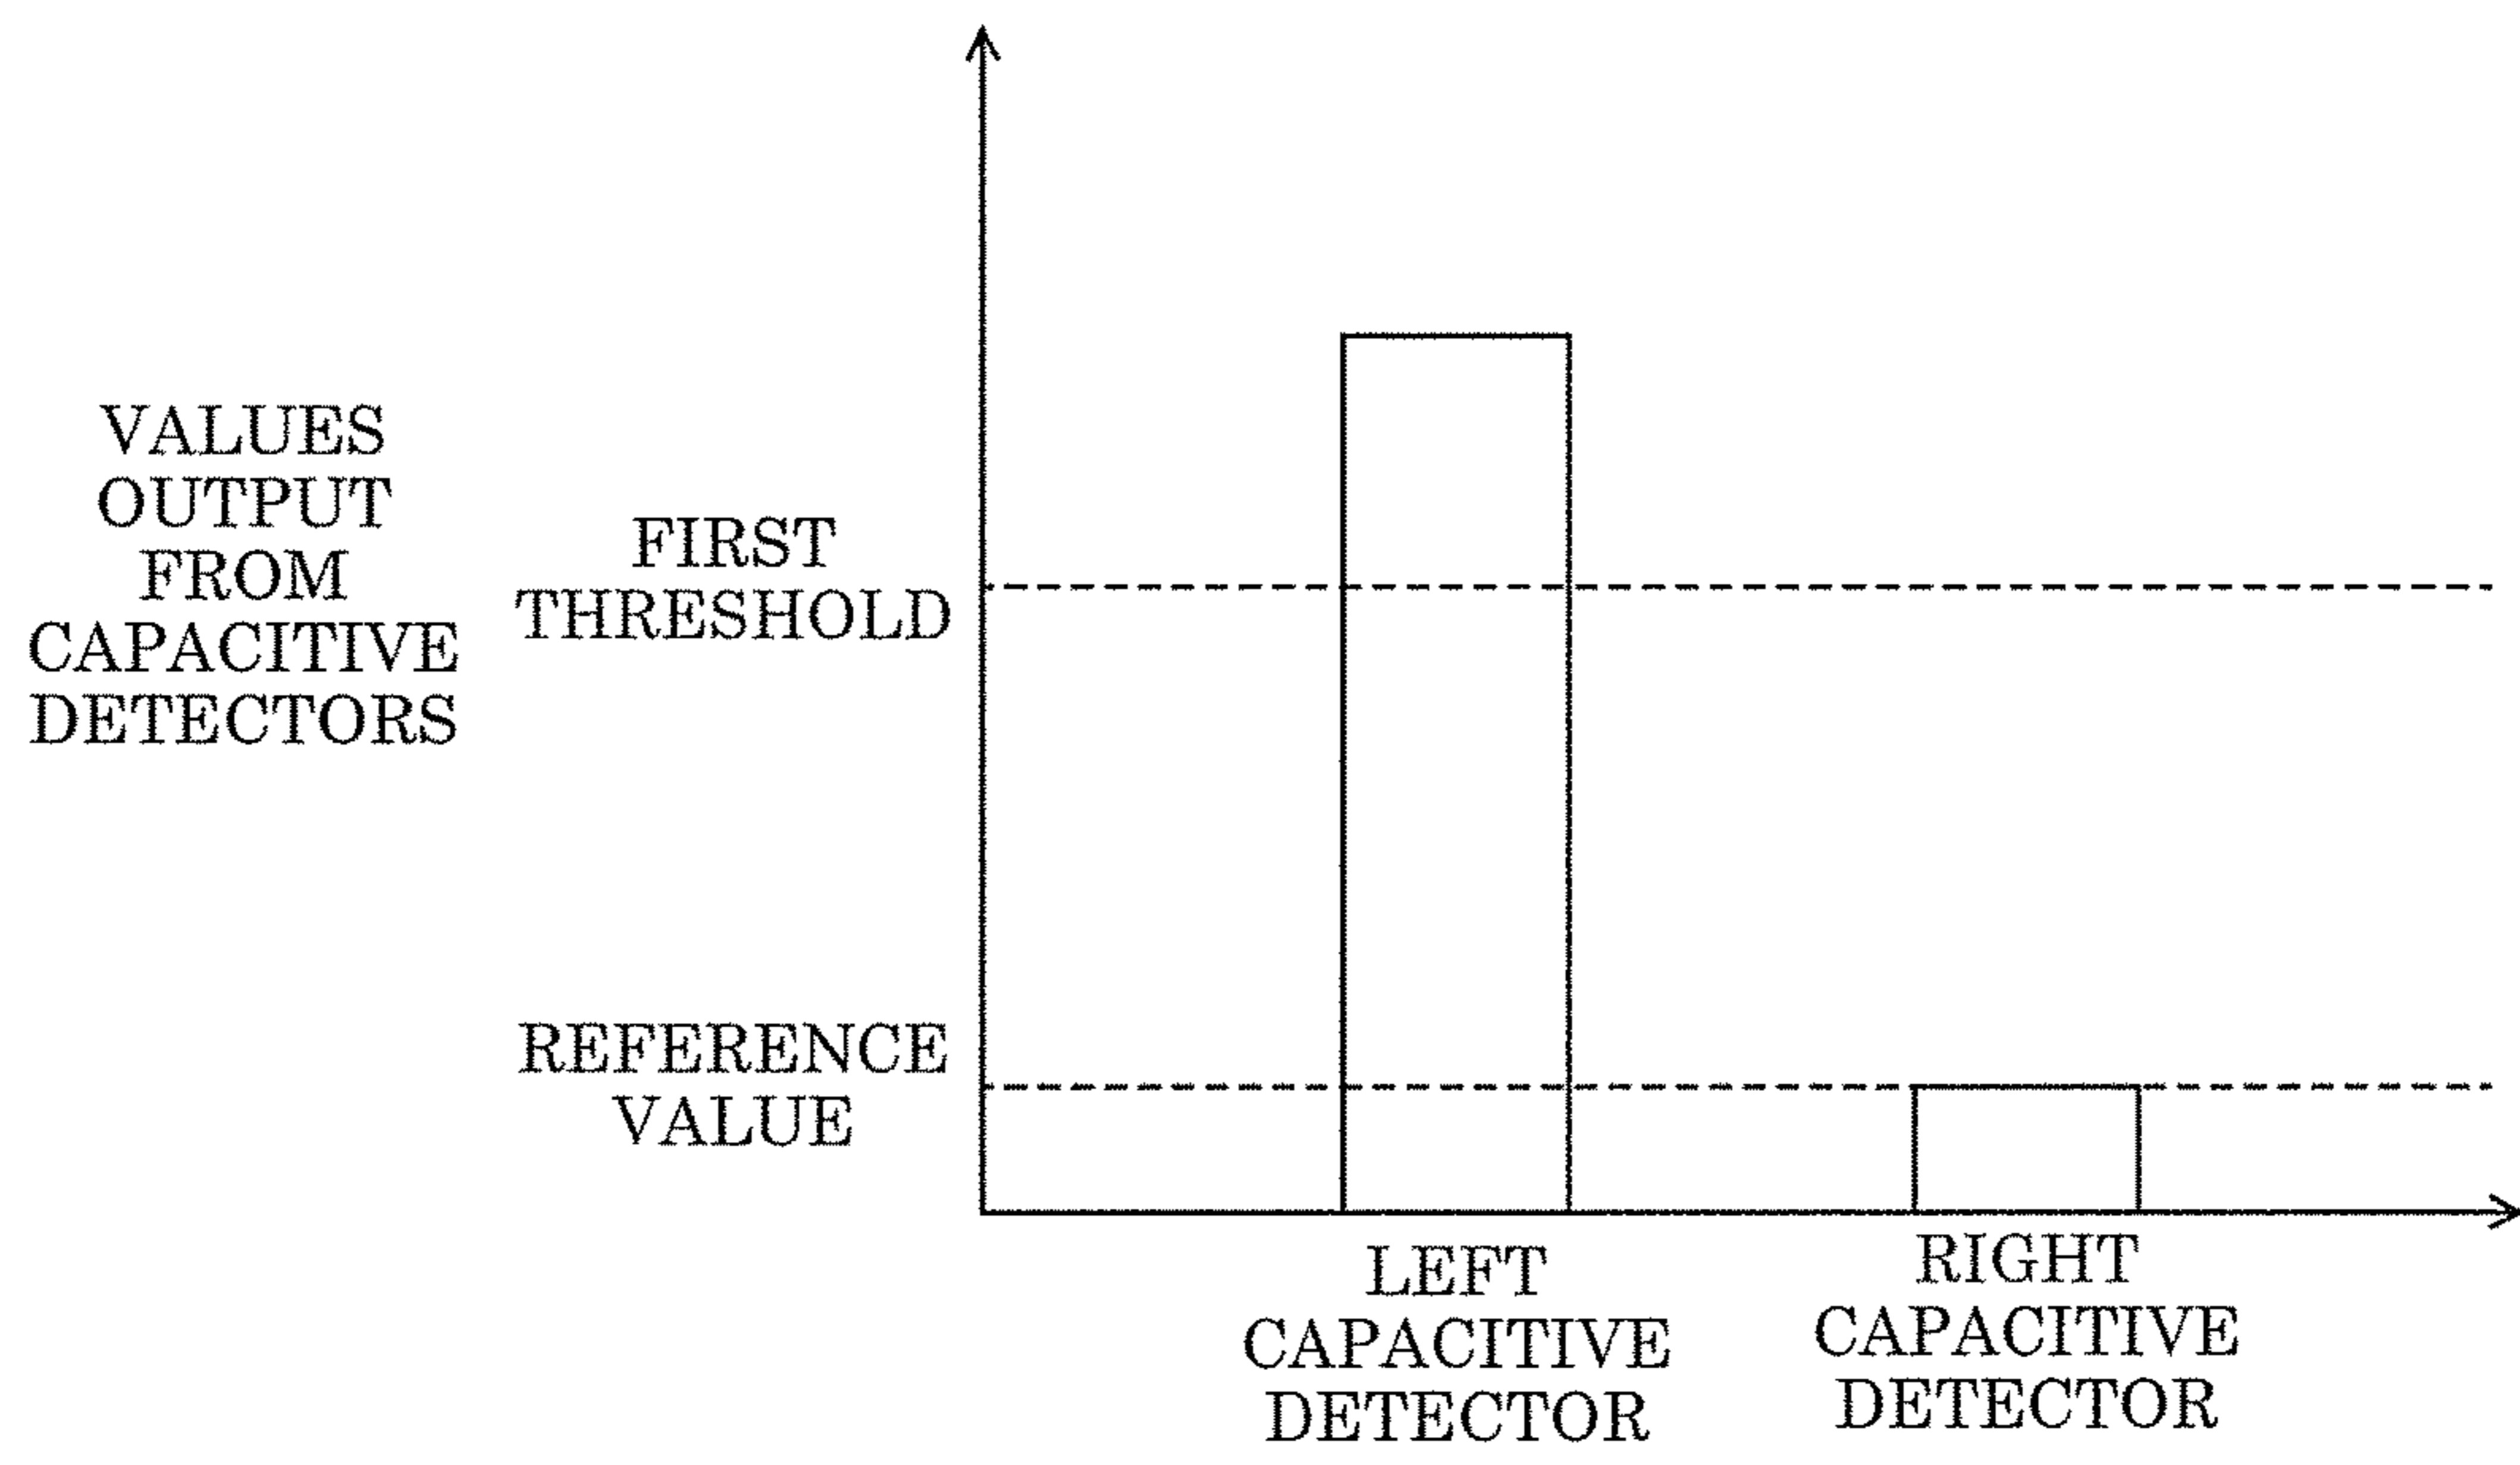 VALUES
OUTPUT
FROM
CAPACITIVE
DETECTORS
FIRST
THRESHOLD
REFERENCE
VALUE
LEFT
CAPACITIVE
DETECTOR
RIGHT
CAPACITIVE
DETECTOR